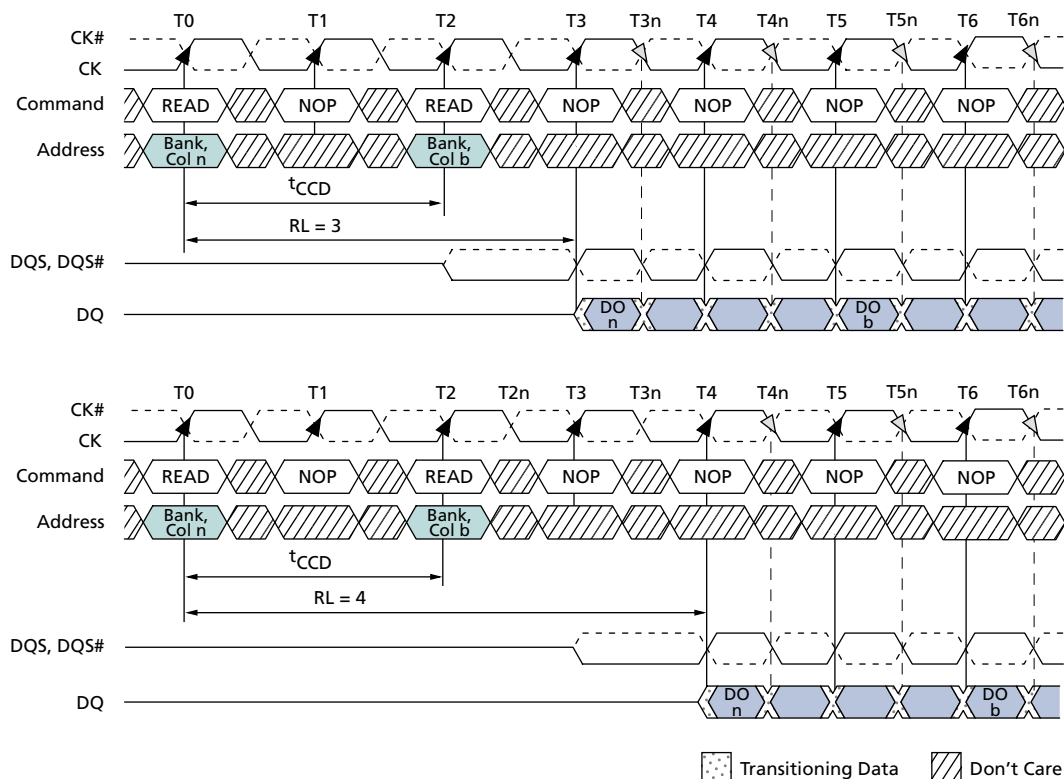 T0 T1 T2 T3 T3n T4 T4n T5 T5n T6 T6n
CK#
CK
Command READ NOP READ NOP NOP NOP NOP
Address Bank, Col n Bank, Col b
tCCD
RL = 3
DQS, DQS#
DQ DO n DO b
T0 T1 T2 T2n T3 T3n T4 T4n T5 T5n T6 T6n
CK#
CK
Command READ NOP READ NOP NOP NOP NOP
Address Bank, Col n Bank, Col b
tCCD
RL = 4
DQS, DQS#
DQ DO n DO b
Transitioning Data Don't Care